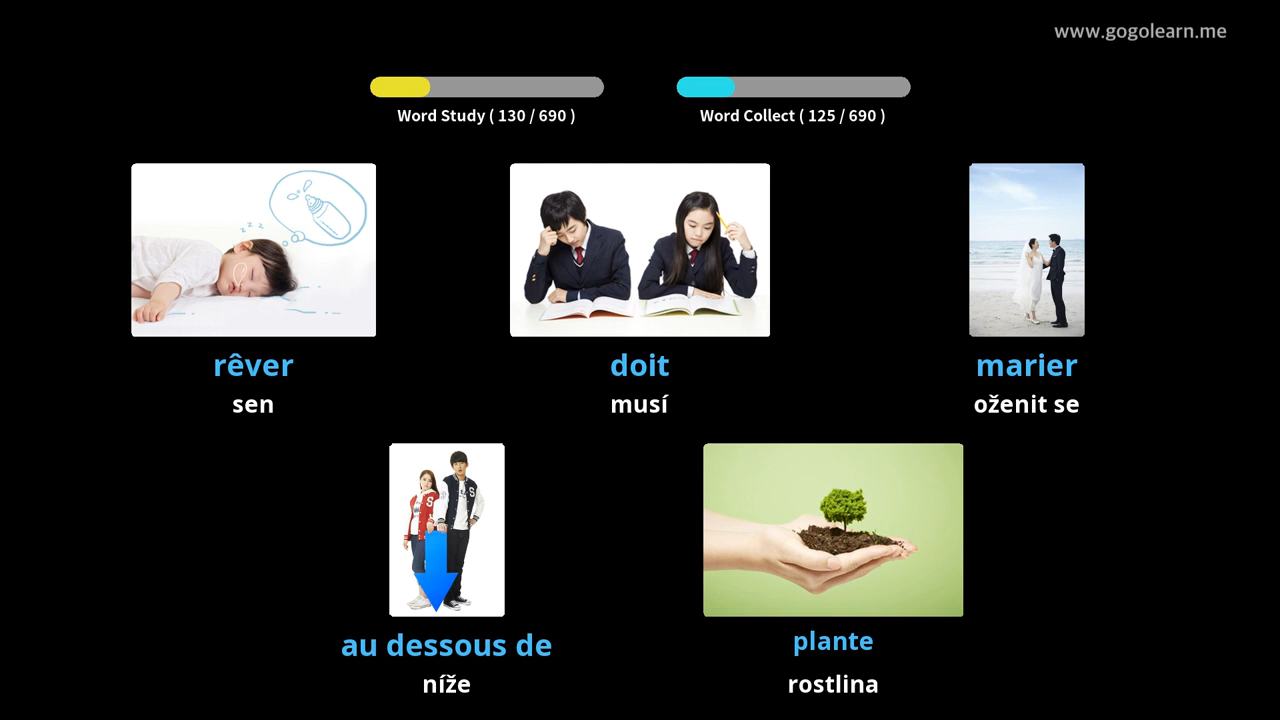 www.gogolearn.me
Word Study ( 130 / 690 )
Word Collect ( 125 / 690 )
z z z
rêver
doit
marier
sen
musí
oženit se
S
S
au dessous de
plante
níže
rostlina